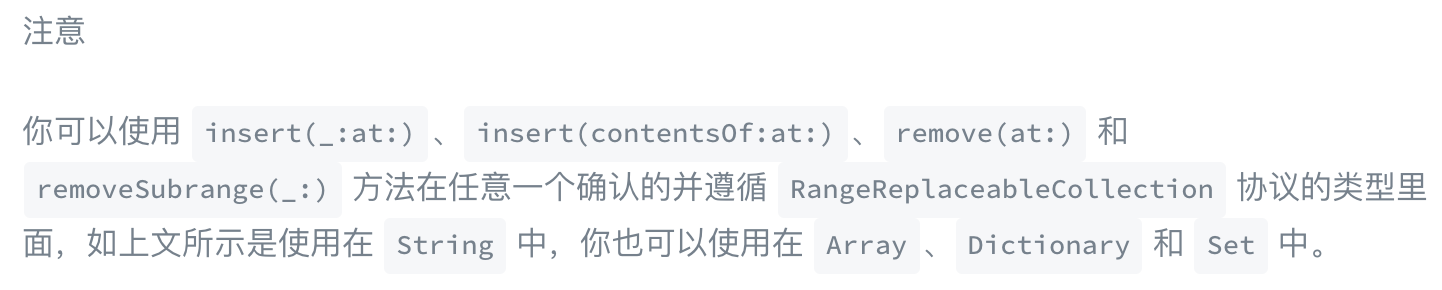 注意
你可以使用 insert(_:at:) 、 insert(contentsOf:at:) 、 remove(at:) 和
removeSubrange(_:) 方法在任意一个确认的并遵循 RangeReplaceableCollection 协议的类型里
面，如上文所示是使用在 String 中，你也可以使用在 Array 、 Dictionary 和 Set 中。